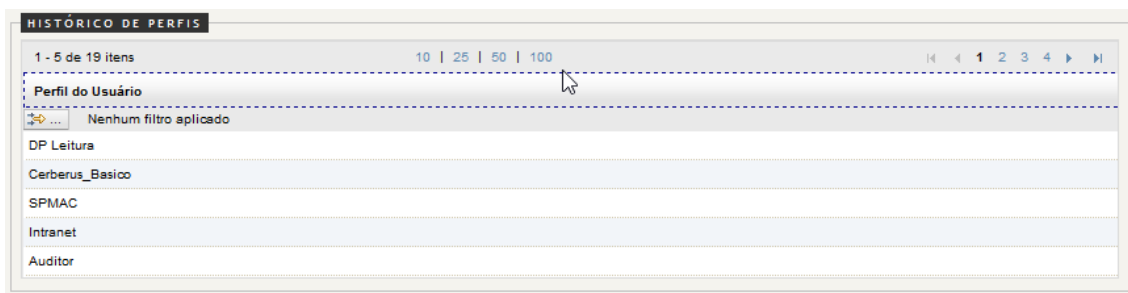 HISTÓRICO DE PERFIS
1 - 5 de 19 itens 10 | 25 | 50 | 100 1 2 3 4
Perfil do Usuário
... Nenhum filtro aplicado
DP Leitura
Cerberus_Basico
SPMAC
Intranet
Auditor